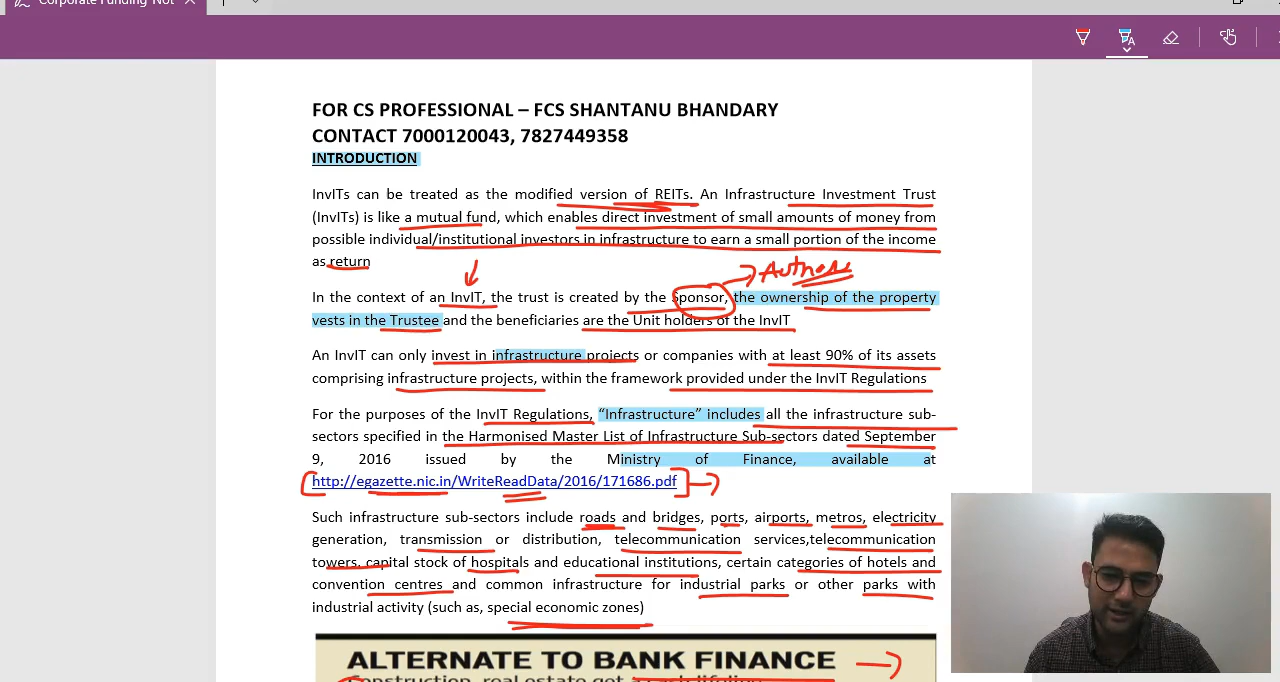 Corporate Funding-Not
FOR CS PROFESSIONAL – FCS SHANTANU BHANDARY
CONTACT 7000120043, 7827449358
INTRODUCTION
InvITs can be treated as the modified version of REITs. An Infrastructure Investment Trust
(InvITs) is like a mutual fund, which enables direct investment of small amounts of money from
possible individual/institutional investors in infrastructure to earn a small portion of the income
as return
Authors
In the context of an InvIT, the trust is created by the Sponsor, the ownership of the property
vests in the Trustee and the beneficiaries are the Unit holders of the InvIT
An InvIT can only invest in infrastructure projects or companies with at least 90% of its assets
comprising infrastructure projects, within the framework provided under the InvIT Regulations
For the purposes of the InvIT Regulations, “Infrastructure” includes all the infrastructure sub-
sectors specified in the Harmonised Master List of Infrastructure Sub-sectors dated September
9, 2016 issued by the Ministry of Finance, available at
http://egazette.nic.in/WriteReadData/2016/171686.pdf
Such infrastructure sub-sectors include roads and bridges, ports, airports, metros, electricity
generation, transmission or distribution, telecommunication services,telecommunication
towers, capital stock of hospitals and educational institutions, certain categories of hotels and
convention centres and common infrastructure for industrial parks or other parks with
industrial activity (such as, special economic zones)
ALTERNATE TO BANK FINANCE
Construction, real estate get a cash lifeline